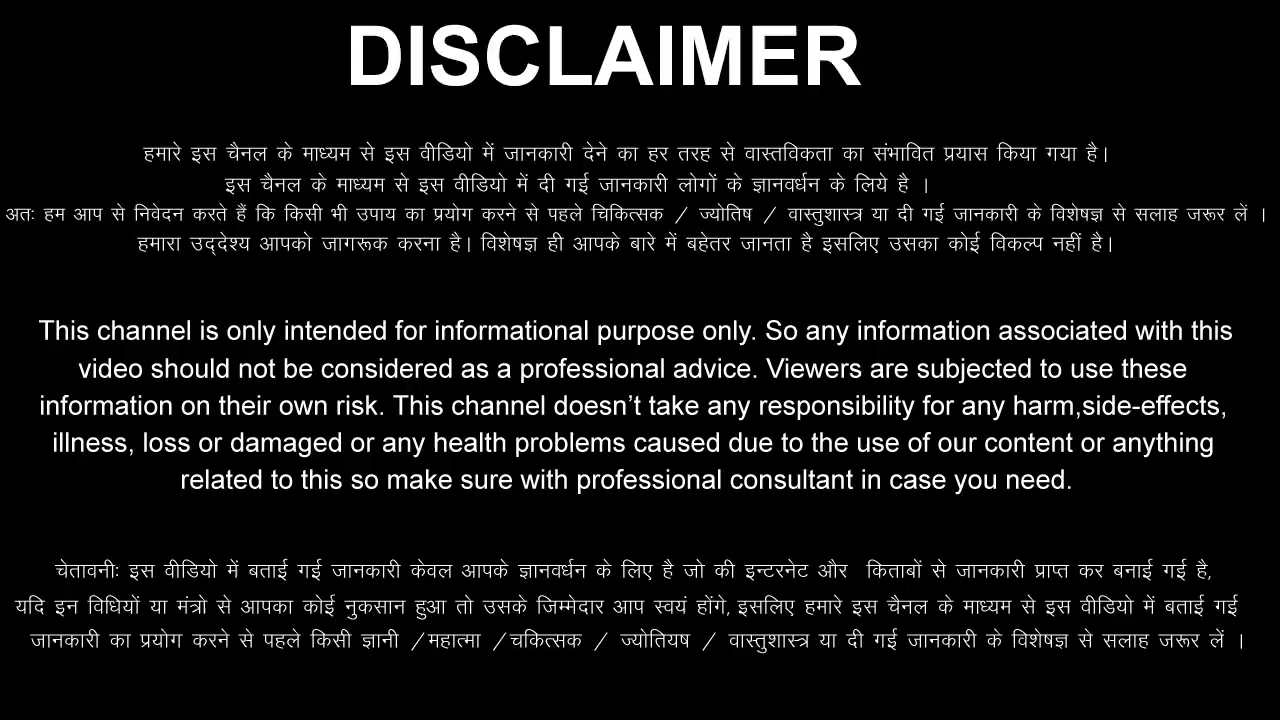 DISCLAIMER
हमारे इस चैनल के माध्यम से इस वीडियो में जानकारी देने का हर तरह से वास्तविकता का संभावित प्रयास किया गया है।
इस चैनल के माध्यम से इस वीडियो में दी गई जानकारी लोगों के ज्ञानवर्धन के लिये है ।
अतः हम आप से निवेदन करते हैं कि किसी भी उपाय का प्रयोग करने से पहले चिकित्सक / ज्योतिष / वास्तुशास्त्र या दी गई जानकारी के विशेषज्ञ से सलाह जरूर लें ।
हमारा उद्देश्य आपको जागरूक करना है। विशेषज्ञ ही आपके बारे में बहेतर जानता है इसलिए उसका कोई विकल्प नहीं है।
This channel is only intended for informational purpose only. So any information associated with this
video should not be considered as a professional advice. Viewers are subjected to use these
information on their own risk. This channel doesn’t take any responsibility for any harm,side-effects,
illness, loss or damaged or any health problems caused due to the use of our content or anything
related to this so make sure with professional consultant in case you need.
चेतावनीः इस वीडियो में बताई गई जानकारी केवल आपके ज्ञानवर्धन के लिए है जो की इन्टरनेट और किताबों से जानकारी प्राप्त कर बनाई गई है,
यदि इन विधियों या मंत्रो से आपका कोई नुकसान हुआ तो उसके जिम्मेदार आप स्वयं होंगे, इसलिए हमारे इस चैनल के माध्यम से इस वीडियो में बताई गई
जानकारी का प्रयोग करने से पहले किसी ज्ञानी /महात्मा /चकित्सक / ज्योतियष / वास्तुशास्त्र या दी गई जानकारी के विशेषज्ञ से सलाह जरूर लें ।